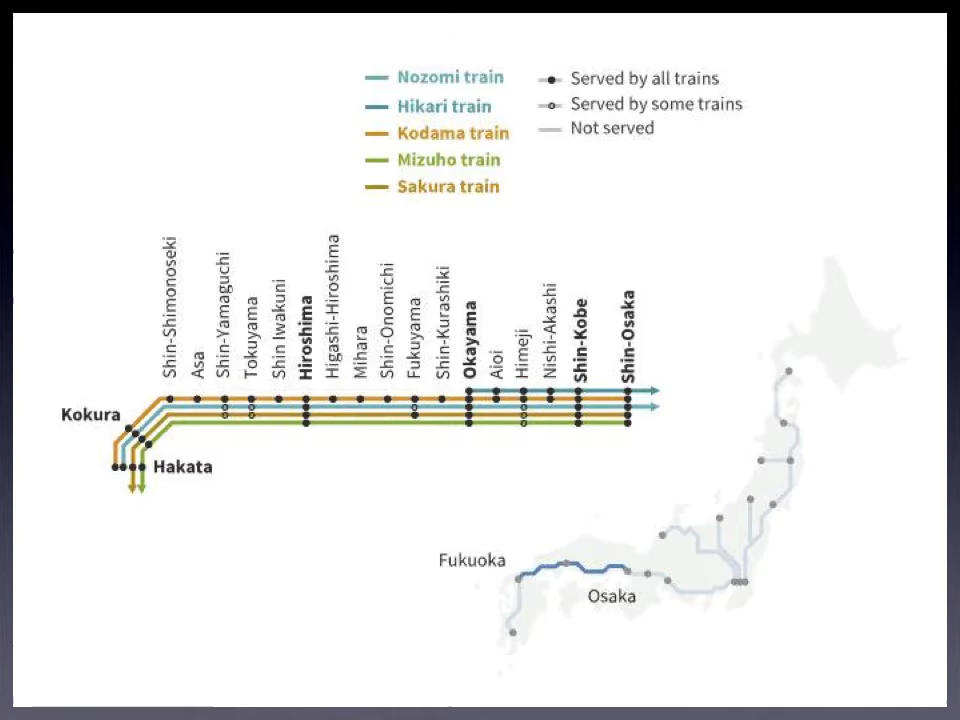 Nozomi train
Hikari train
Kodama train
Mizuho train
Sakura train
Served by all trains
Served by some trains
Not served
Shin-Shimonoseki
Asa
Shin-Yamaguchi
Tokuyama
Shin Iwakuni
Hiroshima
Higashi-Hiroshima
Mihara
Shin-Onomichi
Fukuyama
Shin-Kurashiki
Okayama
Aioi
Himeji
Nishi-Akashi
Shin-Kobe
Shin-Osaka
Kokura
Hakata
Fukuoka
Osaka